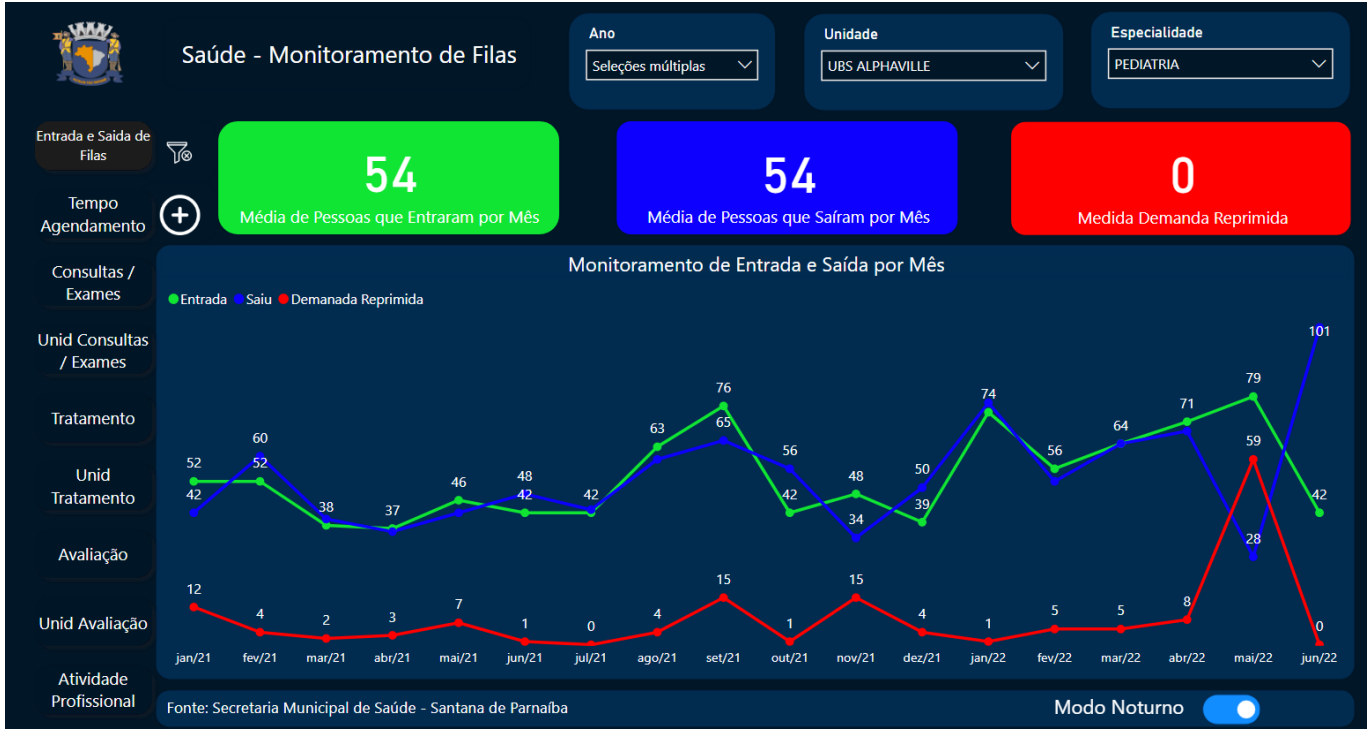 Saúde - Monitoramento de Filas
Ano
Seleções múltiplas
Unidade
UBS ALPHAVILLE
Especialidade
PEDIATRIA
Entrada e Saida de
Filas
Tempo
Agendamento
Consultas /
Exames
Unid Consultas
/ Exames
Tratamento
Unid
Tratamento
Avaliação
Unid Avaliação
Atividade
Profissional
54
Média de Pessoas que Entraram por Mês
54
Média de Pessoas que Saíram por Mês
0
Medida Demanda Reprimida
Monitoramento de Entrada e Saída por Mês
Entrada Saiu Demanada Reprimida
52 52 38 37 46 42 42 63 76 42 48 39 74 56 64 71 79 42
42 60 48 65 56 34 50 28 101
12 4 2 3 7 1 0 4 15 1 15 4 1 5 5 8 59 0
jan/21 fev/21 mar/21 abr/21 mai/21 jun/21 jul/21 ago/21 set/21 out/21 nov/21 dez/21 jan/22 fev/22 mar/22 abr/22 mai/22 jun/22
Fonte: Secretaria Municipal de Saúde - Santana de Parnaíba
Modo Noturno